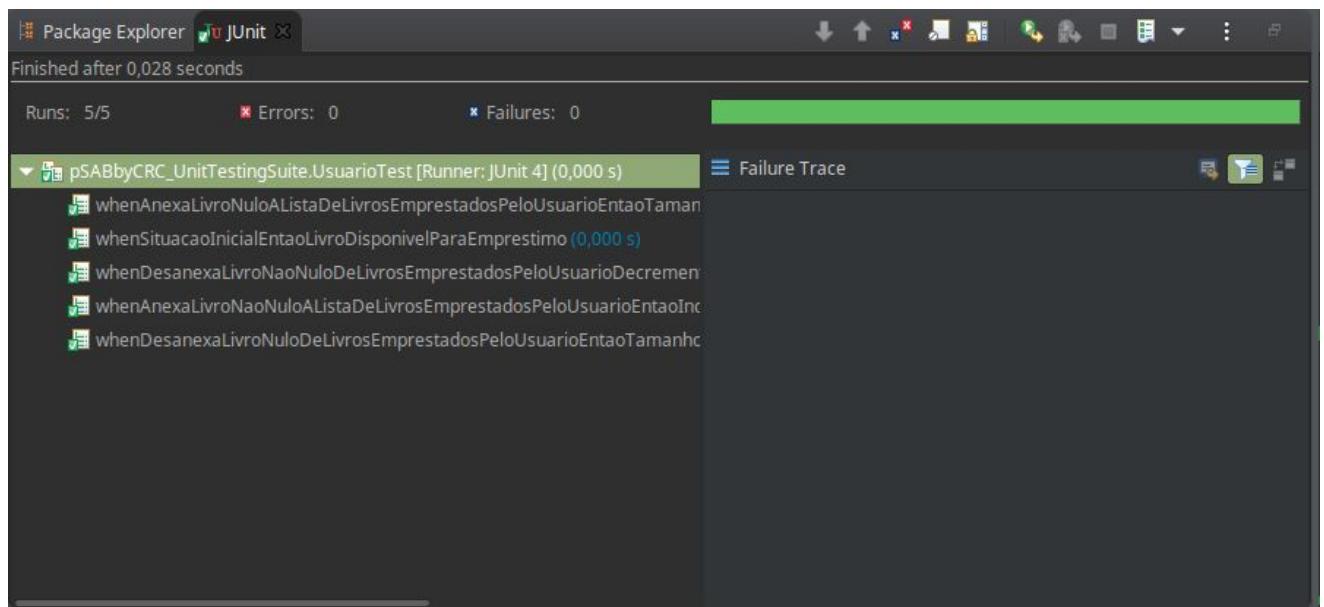 Package Explorer JUnit
Finished after 0,028 seconds
Runs: 5/5 Errors: 0 Failures: 0
pSABbyCRC_UnitTestingSuite.UsuarioTest [Runner: JUnit 4] (0,000 s)
Failure Trace
whenAnexaLivroNuloAListaDeLivrosEmprestadosPeloUsuarioEntaoTaman
whenSituacaoInicialEntaoLivroDisponivelParaEmprestimo (0,000 s)
whenDesanexaLivroNaoNuloDeLivrosEmprestadosPeloUsuarioDecremen
whenAnexaLivroNaoNuloAListaDeLivrosEmprestadosPeloUsuarioEntaoInc
whenDesanexaLivroNuloDeLivrosEmprestadosPeloUsuarioEntaoTamanho